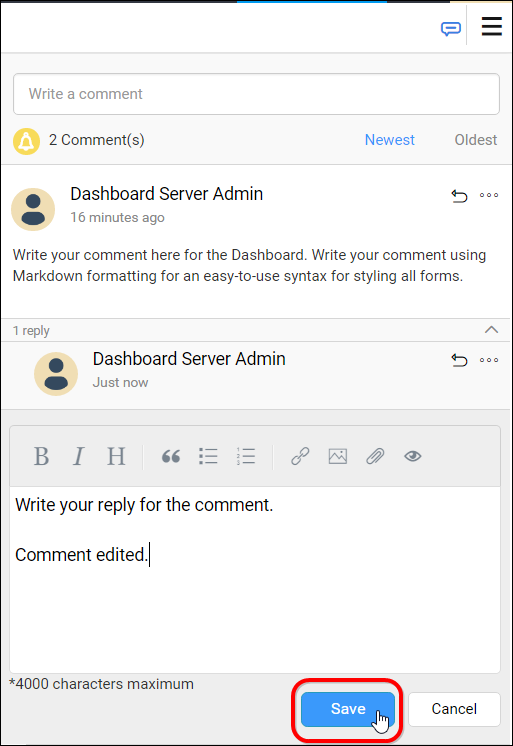 Write a comment
2 Comment(s) Newest Oldest
Dashboard Server Admin
16 minutes ago
Write your comment here for the Dashboard. Write your comment using
Markdown formatting for an easy-to-use syntax for styling all forms.
1 reply
Dashboard Server Admin
Just now
B I H
Write your reply for the comment.
Comment edited.
*4000 characters maximum
Save Cancel